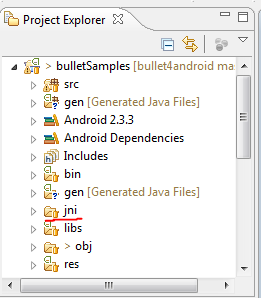 Project Explorer
> bulletSamples [bullet4android mas
src
gen [Generated Java Files]
Android 2.3.3
Android Dependencies
Includes
bin
gen [Generated Java Files]
jni
libs
> obj
res